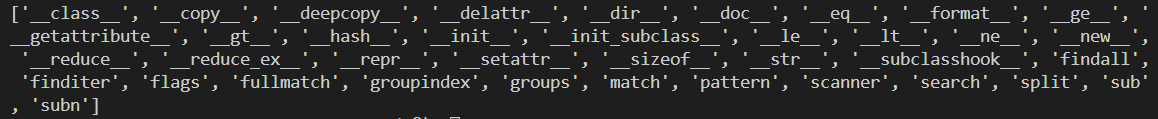 ['__class__', '__copy__', '__deepcopy__', '__delattr__', '__dir__', '__doc__', '__eq__', '__format__', '__ge__', '
__getattribute__', '__gt__', '__hash__', '__init__', '__init_subclass__', '__le__', '__lt__', '__ne__', '__new__',
'__reduce__', '__reduce_ex__', '__repr__', '__setattr__', '__sizeof__', '__str__', '__subclasshook__', 'findall',
'finditer', 'flags', 'fullmatch', 'groupindex', 'groups', 'match', 'pattern', 'scanner', 'search', 'split', 'sub'
, 'subn']